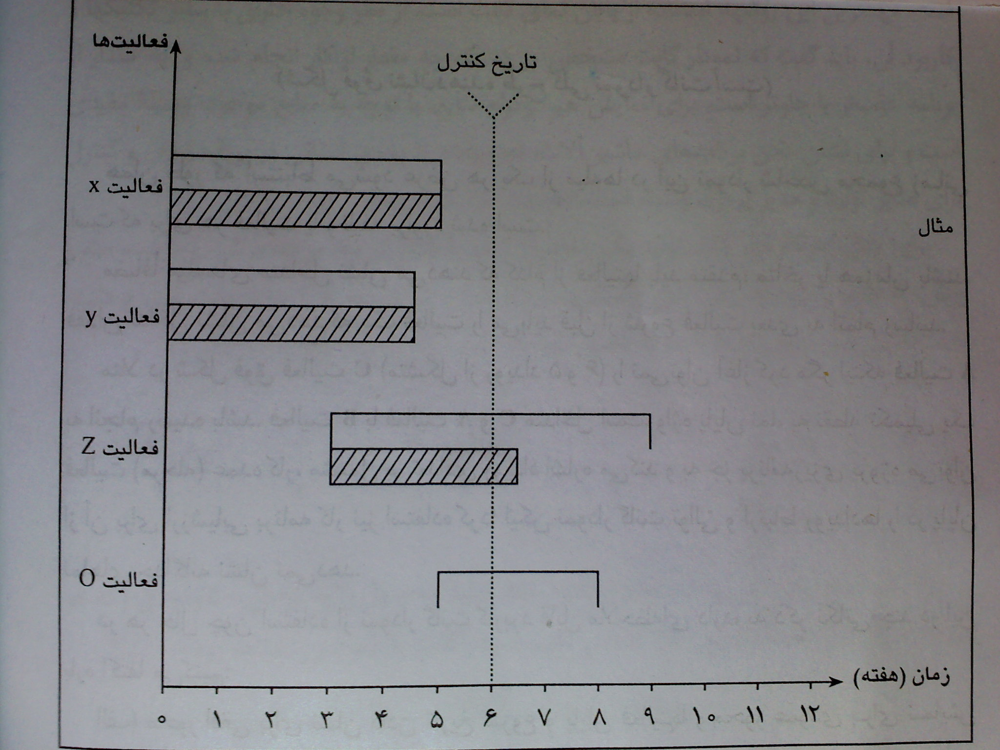 فعالیت‌ها
تاریخ کنترل
فعالیت x
مثال
فعالیت y
فعالیت Z
فعالیت O
زمان (هفته)
۰ ۱ ۲ ۳ ۴ ۵ ۶ ۷ ۸ ۹ ۱۰ ۱۱ ۱۲